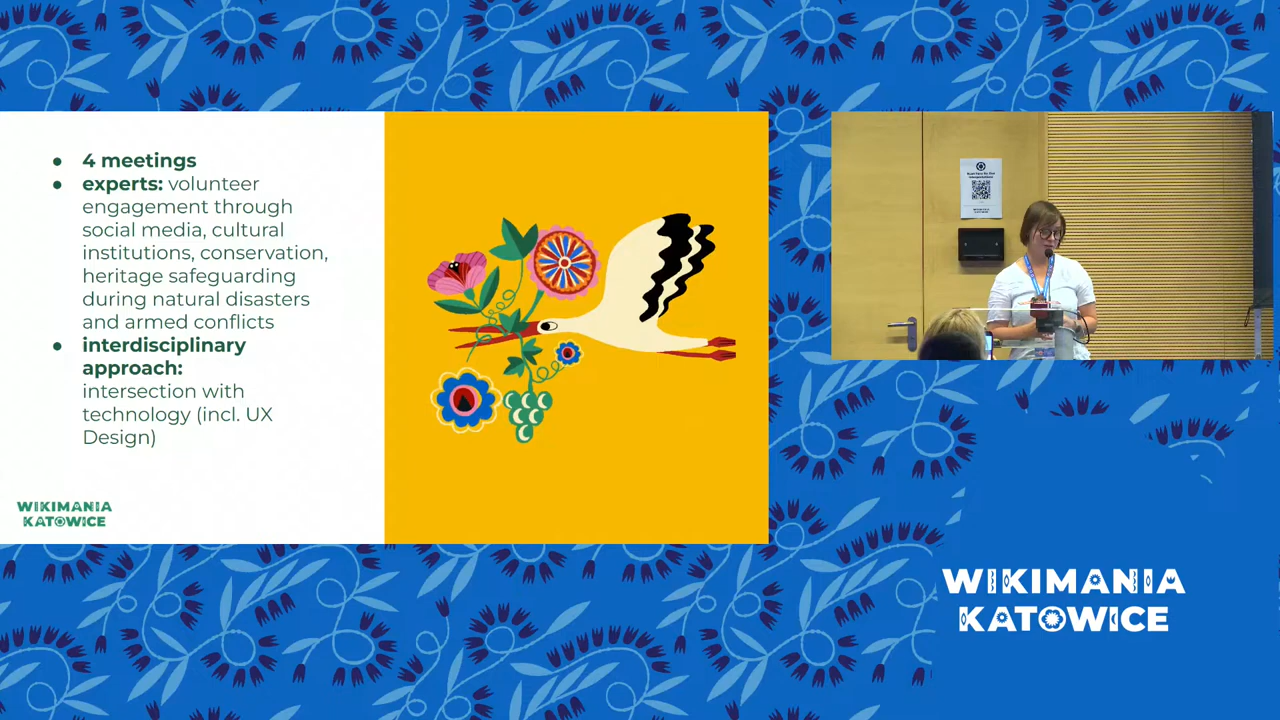 4 meetings
experts: volunteer
engagement through
social media, cultural
institutions, conservation,
heritage safeguarding
during natural disasters
and armed conflicts
interdisciplinary
approach:
intersection with
technology (incl. UX
Design)
WIKIMANIA
KATOWICE
WIKIMANIA
KATOWICE